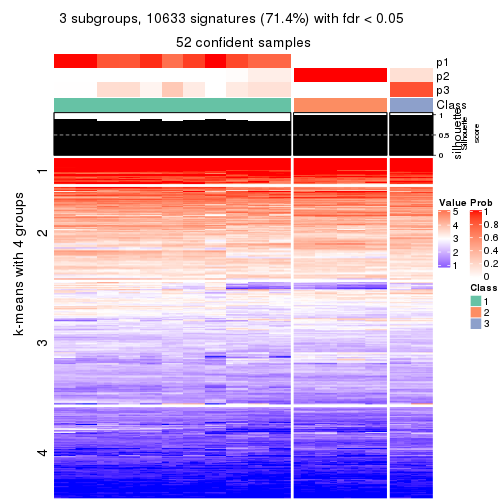 3 subgroups, 10633 signatures (71.4%) with fdr < 0.05
52 confident samples
p1
p2
p3
Class
1
0.5
0
silhouette
Silhouette
score
k-means with 4 groups
1
2
3
4
Value
5
4
3
2
1
Prob
1
0.8
0.6
0.4
0.2
0
Class
1
2
3